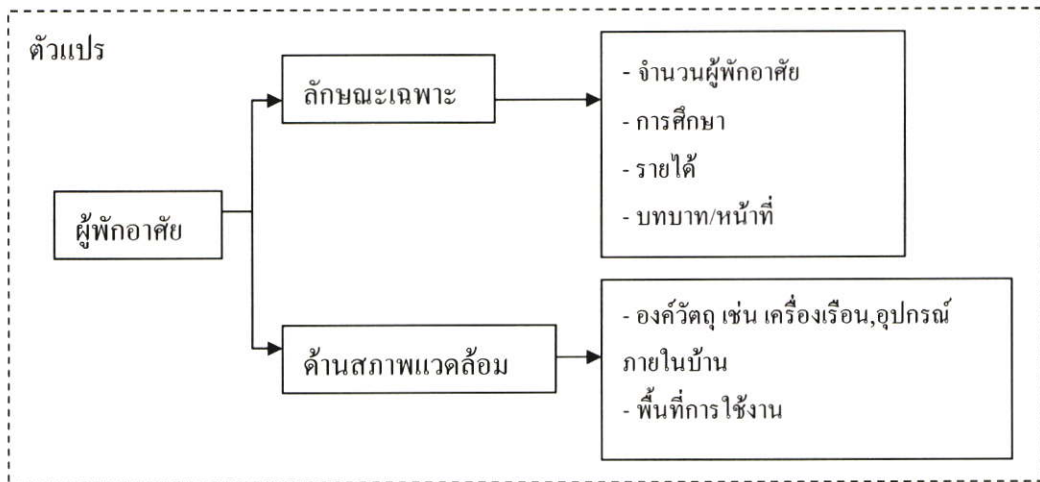 ตัวแปร
ลักษณะเฉพาะ
- จำนวนผู้พักอาศัย
- การศึกษา
- รายได้
- บทบาท/หน้าที่
ผู้พักอาศัย
ด้านสภาพแวดล้อม
- องค์วัตถุ เช่น เครื่องเรือน,อุปกรณ์
ภายในบ้าน
- พื้นที่การใช้งาน